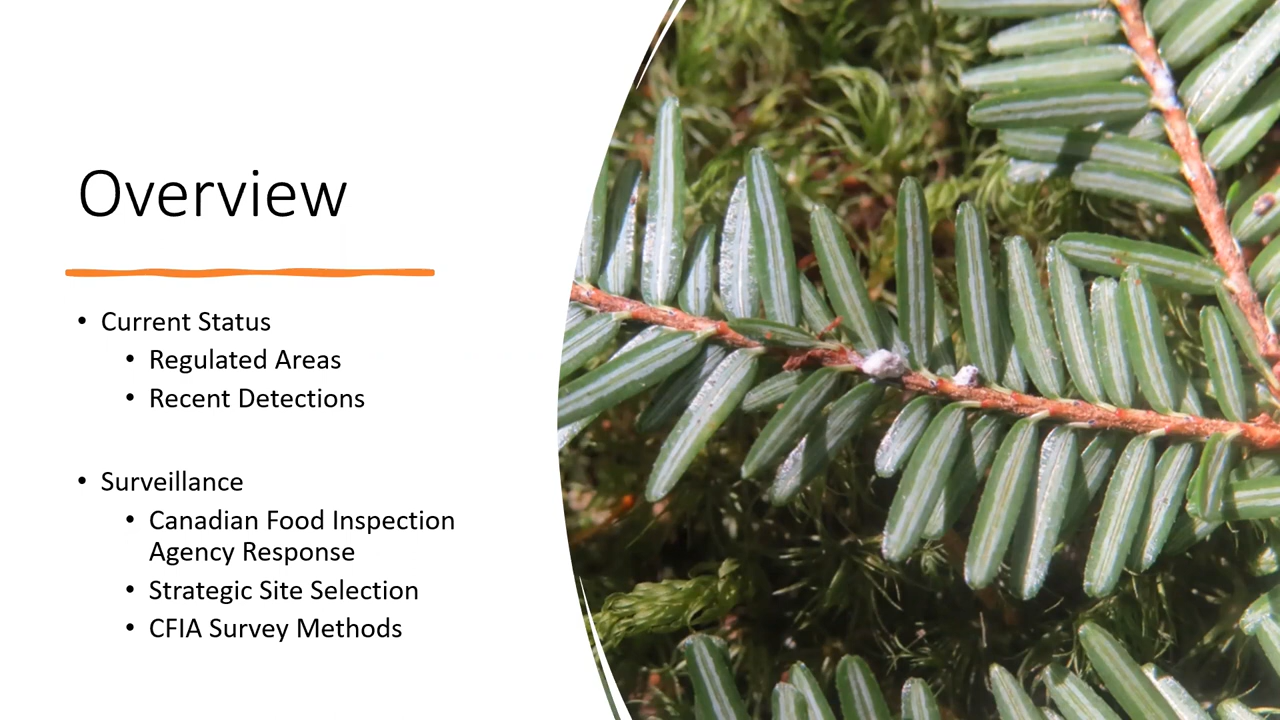 Overview
• Current Status
• Regulated Areas
• Recent Detections
• Surveillance
• Canadian Food Inspection
Agency Response
• Strategic Site Selection
• CFIA Survey Methods